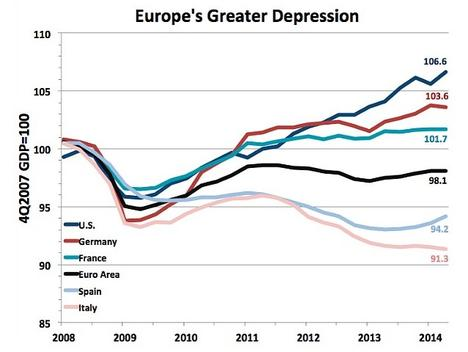 Europe's Greater Depression
4Q2007 GDP=100
110
105
100
95
90
85
106.6
103.6
101.7
98.1
94.2
91.3
U.S.
Germany
France
Euro Area
Spain
Italy
2008 2009 2010 2011 2012 2013 2014